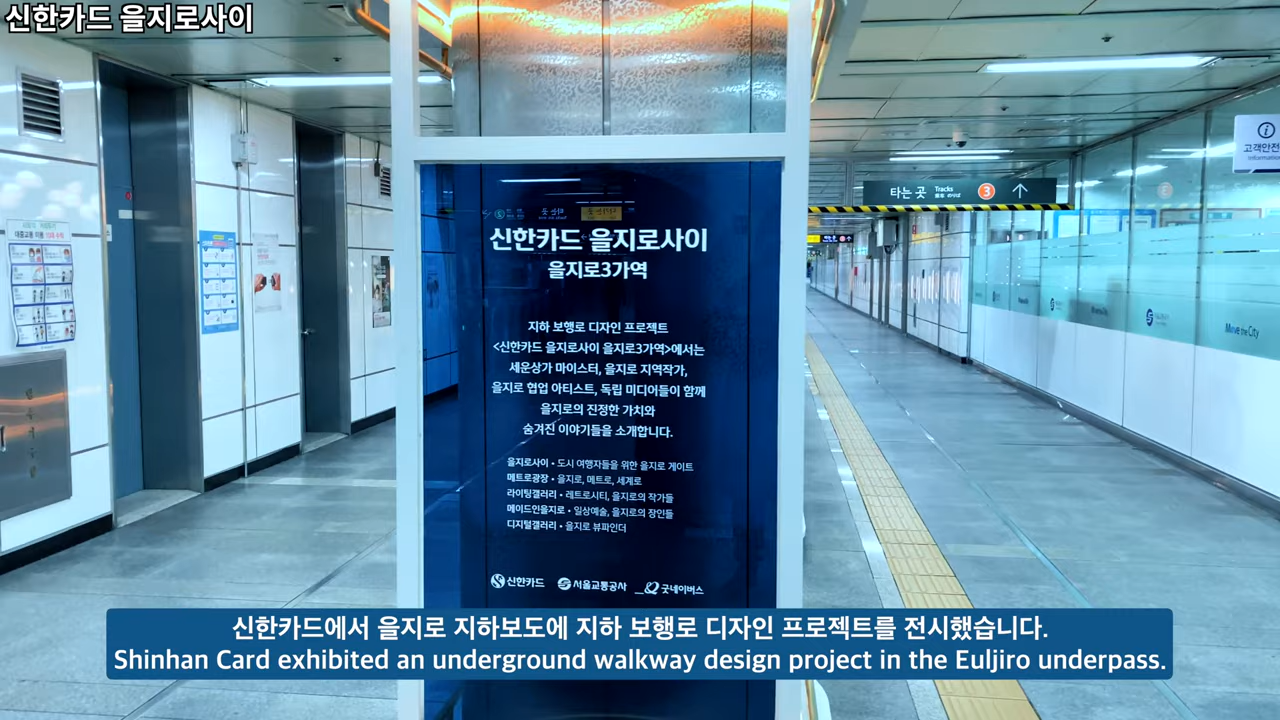 신한카드 을지로사이
대중교통 이용
타는 곳 Tracks 3
고객안전
Information
신한카드 을지로사이
을지로3가역
지하 보행로 디자인 프로젝트
<신한카드 을지로사이 을지로3가역>에서는
세운상가 마이스터, 을지로 지역작가,
을지로 협업 아티스트, 독립 미디어들이 함께
을지로의 진정한 가치와
숨겨진 이야기들을 소개합니다.
을지로사이 • 도시 여행자들을 위한 을지로 게이트
메트로광장 • 을지로, 메트로, 세계로
라이팅갤러리 • 레트로시티, 을지로의 작가들
메이드인을지로 • 일상예술, 을지로의 장인들
디지털갤러리 • 을지로 뷰파인더
신한카드 서울교통공사 굿네이버스
Move the City
신한카드에서 을지로 지하보도에 지하 보행로 디자인 프로젝트를 전시했습니다.
Shinhan Card exhibited an underground walkway design project in the Euljiro underpass.